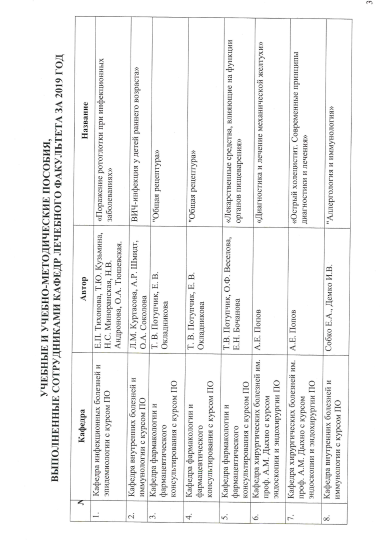 3
УЧЕБНЫЕ И УЧЕБНО-МЕТОДИЧЕСКИЕ ПОСОБИЯ,
ВЫПОЛНЕННЫЕ СОТРУДНИКАМИ КАФЕДР ЛЕЧЕБНОГО ФАКУЛЬТЕТА ЗА 2019 ГОД
№ Кафедра Автор Название
1. Кафедра инфекционных болезней и эпидемиологии с курсом ПО
Е.П. Тихонова, Т.Ю. Кузьмина,
Н.С. Миноранская, Н.В.
Андронова, О.А. Тюшевская.
«Поражение ротоглотки при инфекционных
заболеваниях»
2. Кафедра внутренних болезней и
иммунологии с курсом ПО
Л.М. Куртасова, А.Р. Шмидт,
О.А. Соколова
ВИЧ-инфекция у детей раннего возраста»
3. Кафедра фармакологии и
фармацевтического
консультирования с курсом ПО
Т. В. Потупчик, Е. В.
Окладникова
"Общая рецептура»
4. Кафедра фармакологии и
фармацевтического
консультирования с курсом ПО
Т. В. Потупчик, Е. В.
Окладникова
"Общая рецептура»
5. Кафедра фармакологии и
фармацевтического
консультирования с курсом ПО
Т.В. Потупчик, О.Ф. Веселова,
Е.Н. Бочанова
«Лекарственные средства, влияющие на функции
органов пищеварения»
Кафедра хирургических болезней им.
проф. А.М. Дыхно с курсом
эндоскопии и эндохирургии ПО
А.Е. Попов
«Диагностика и лечение механической желтухи»
7. Кафедра хирургических болезней им.
проф. А.М. Дыхно с курсом
эндоскопии и эндохирургии ПО
А.Е. Попов
«Острый холецистит. Современные принципы
диагностики и лечения»
8. Кафедра внутренних болезней и
иммунологии с курсом ПО
Собко Е.А., Демко И.В.
"Аллергология и иммунология»